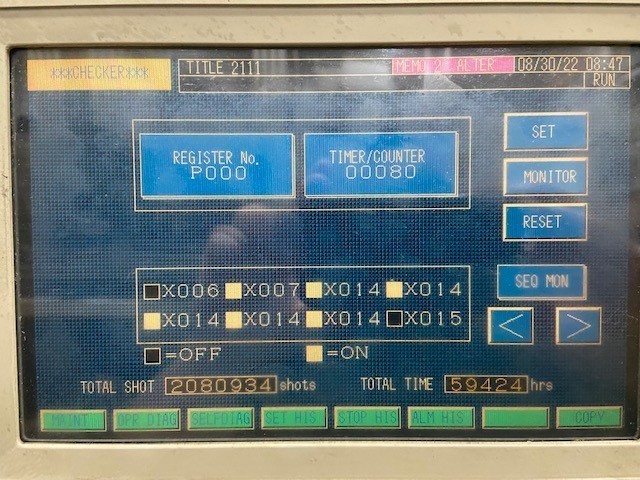 ***CHECKER***
TITLE 2111
MEMO 2 ALTER
08/30/22 08:47
RUN
REGISTER No.
P000
TIMER/COUNTER
00080
SET
MONITOR
RESET
X006 X007 X014 X014
X014 X014 X014 X015
SEQ MON
< >
=OFF =ON
TOTAL SHOT 2080934 shots TOTAL TIME 59424 hrs
MAINT OPR DIAG SELFDIAG SET HIS STOP HIS ALM HIS COPY